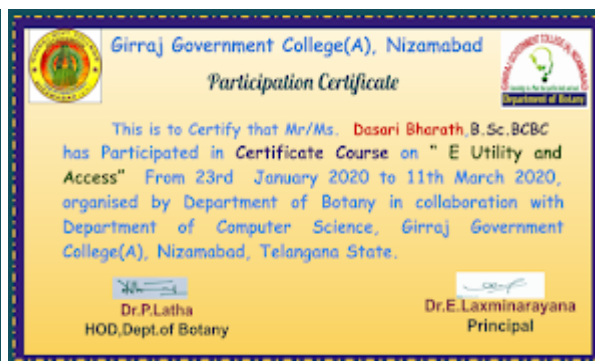 Girraj Government College(A), Nizamabad
Participation Certificate
This is to Certify that Mr/Ms. Dasari Bharath,B.Sc.BCBC
has Participated in Certificate Course on " E Utility and
Access" From 23rd January 2020 to 11th March 2020,
organised by Department of Botany in collaboration with
Department of Computer Science, Girraj Government
College(A), Nizamabad, Telangana State.
Dr.P.Latha
HOD,Dept.of Botany
Dr.E.Laxminarayana
Principal
Department of Botany